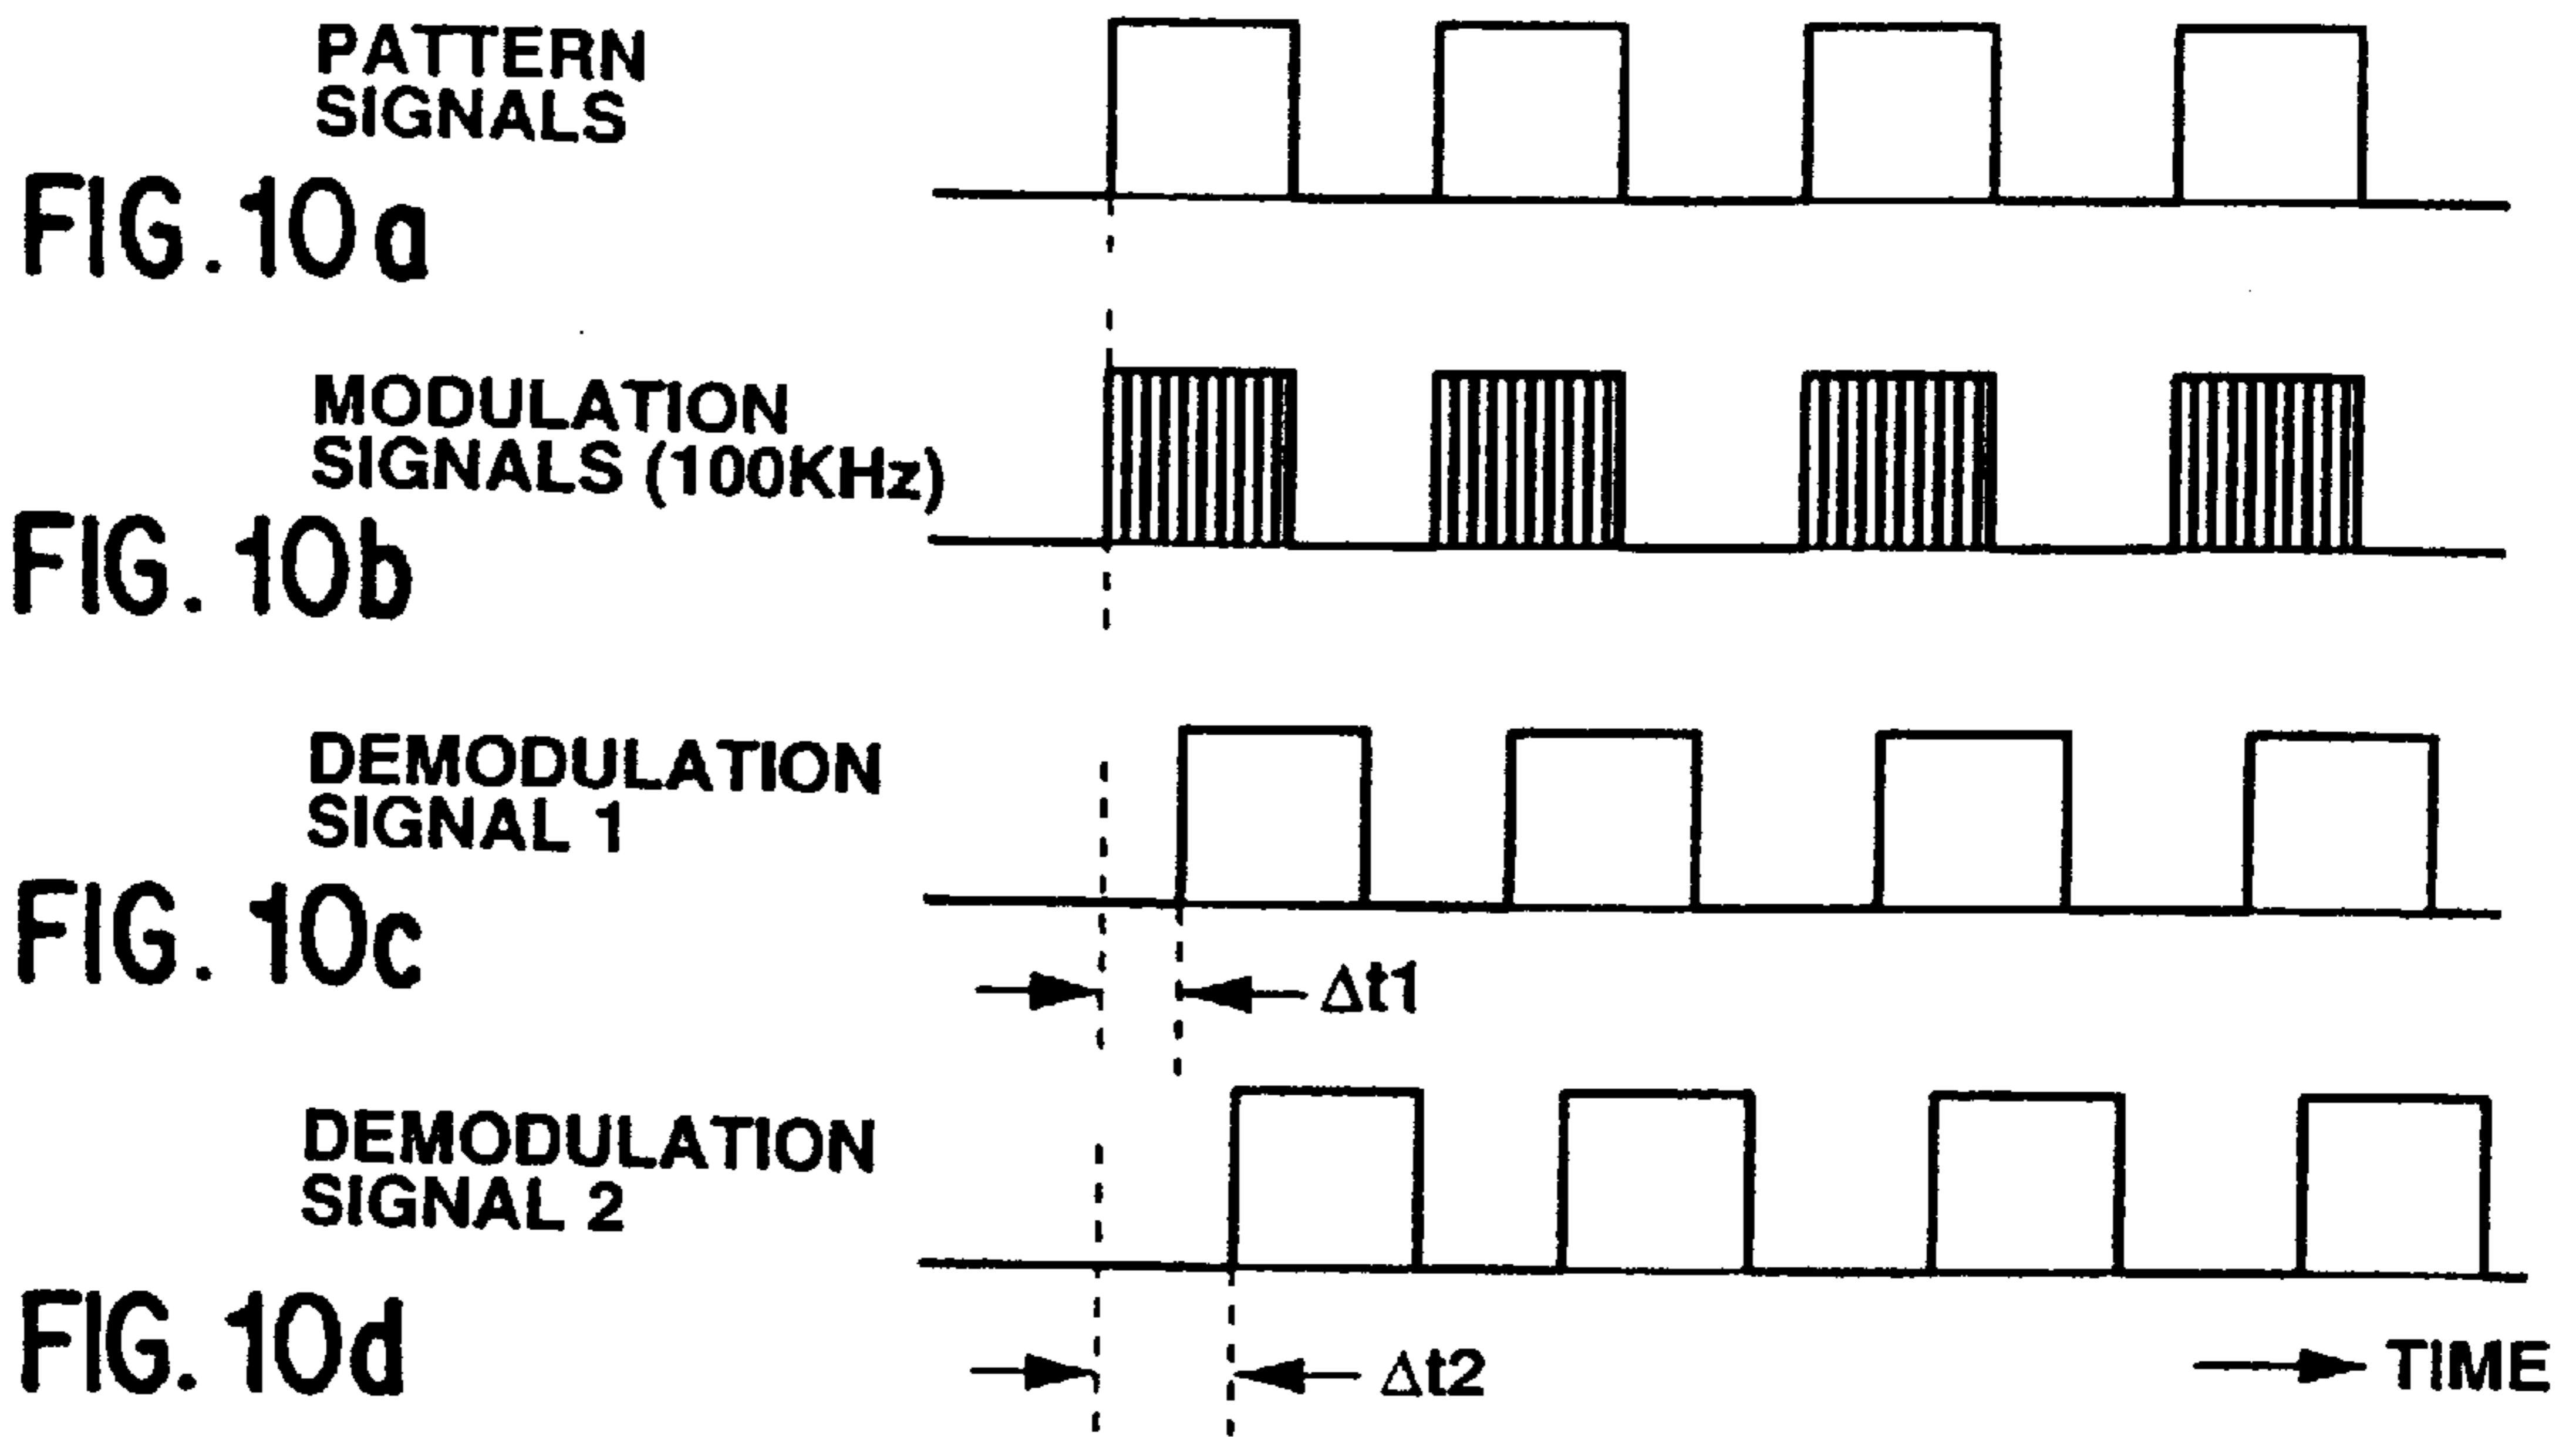 PATTERN
SIGNALS
FIG. 10a
MODULATION
SIGNALS (100KHz)
FIG. 10b
DEMODULATION
SIGNAL 1
FIG. 10c
Δt1
DEMODULATION
SIGNAL 2
FIG. 10d
Δt2
TIME